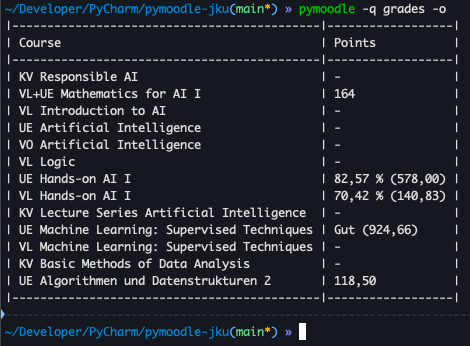 ~/Developer/PyCharm/pymoodle-jku(main*) » pymoodle -q grades -o
|-----------------------------------------|-------------------|
| Course | Points |
|-----------------------------------------|-------------------|
| KV Responsible AI | - |
| VL+UE Mathematics for AI I | 164 |
| VL Introduction to AI | - |
| UE Artificial Intelligence | - |
| VO Artificial Intelligence | - |
| VL Logic | - |
| UE Hands-on AI I | 82,57 % (578,00) |
| VL Hands-on AI I | 70,42 % (140,83) |
| KV Lecture Series Artificial Intelligence | - |
| UE Machine Learning: Supervised Techniques | Gut (924,66) |
| VL Machine Learning: Supervised Techniques | - |
| KV Basic Methods of Data Analysis | - |
| UE Algorithmen und Datenstrukturen 2 | 118,50 |
|-----------------------------------------|-------------------|
~/Developer/PyCharm/pymoodle-jku(main*) »